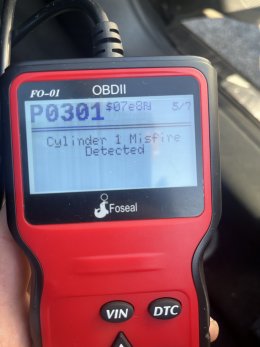 OBDII
FO-01
P0301 $07e8N 5/7
Cylinder 1 Misfire
Detected
Foseal
VIN
DTC